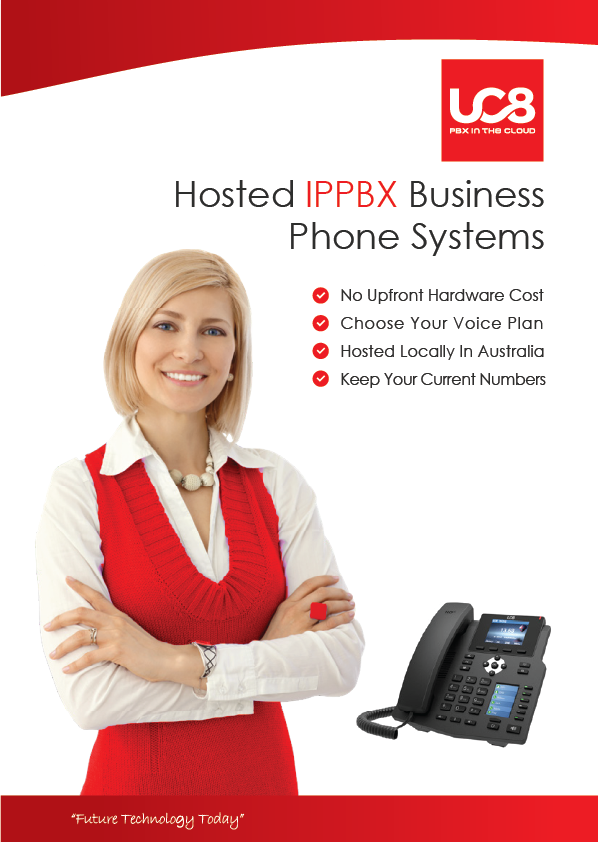 UC8
PBX IN THE CLOUD
Hosted IPPBX Business
Phone Systems
No Upfront Hardware Cost
Choose Your Voice Plan
Hosted Locally In Australia
Keep Your Current Numbers
UC8
"Future Technology Today"